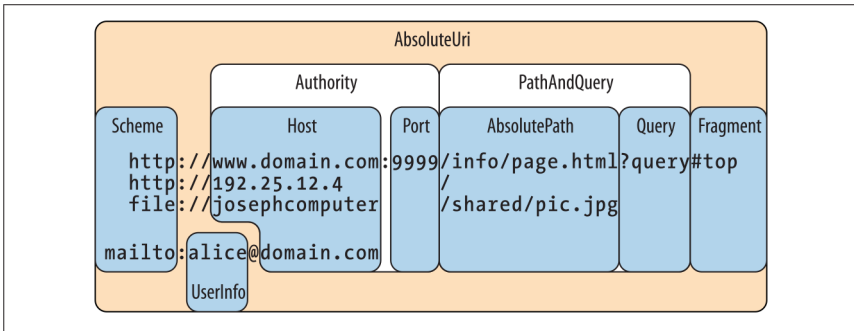 AbsoluteUri
Authority PathAndQuery
Scheme Host Port AbsolutePath Query Fragment
http://www.domain.com:9999/info/page.html?query#top
http://192.25.12.4 /
file://josephcomputer /shared/pic.jpg
mailto:alice@domain.com
UserInfo